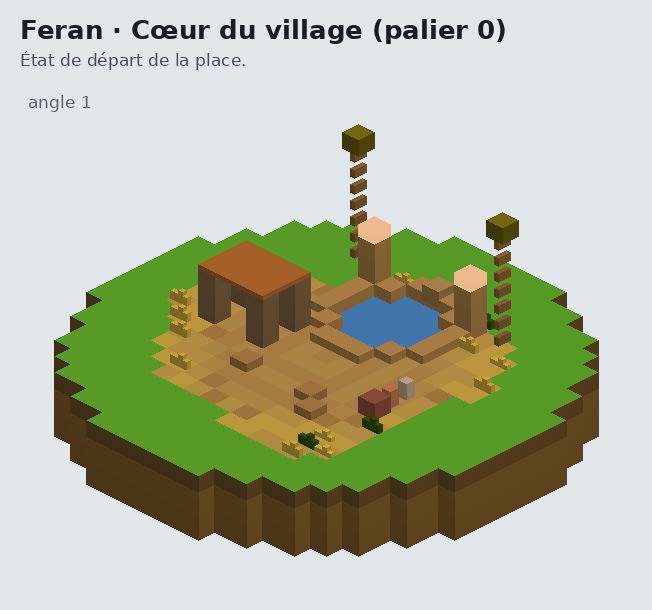 Feran · Cœur du village (palier 0)
État de départ de la place.
angle 1